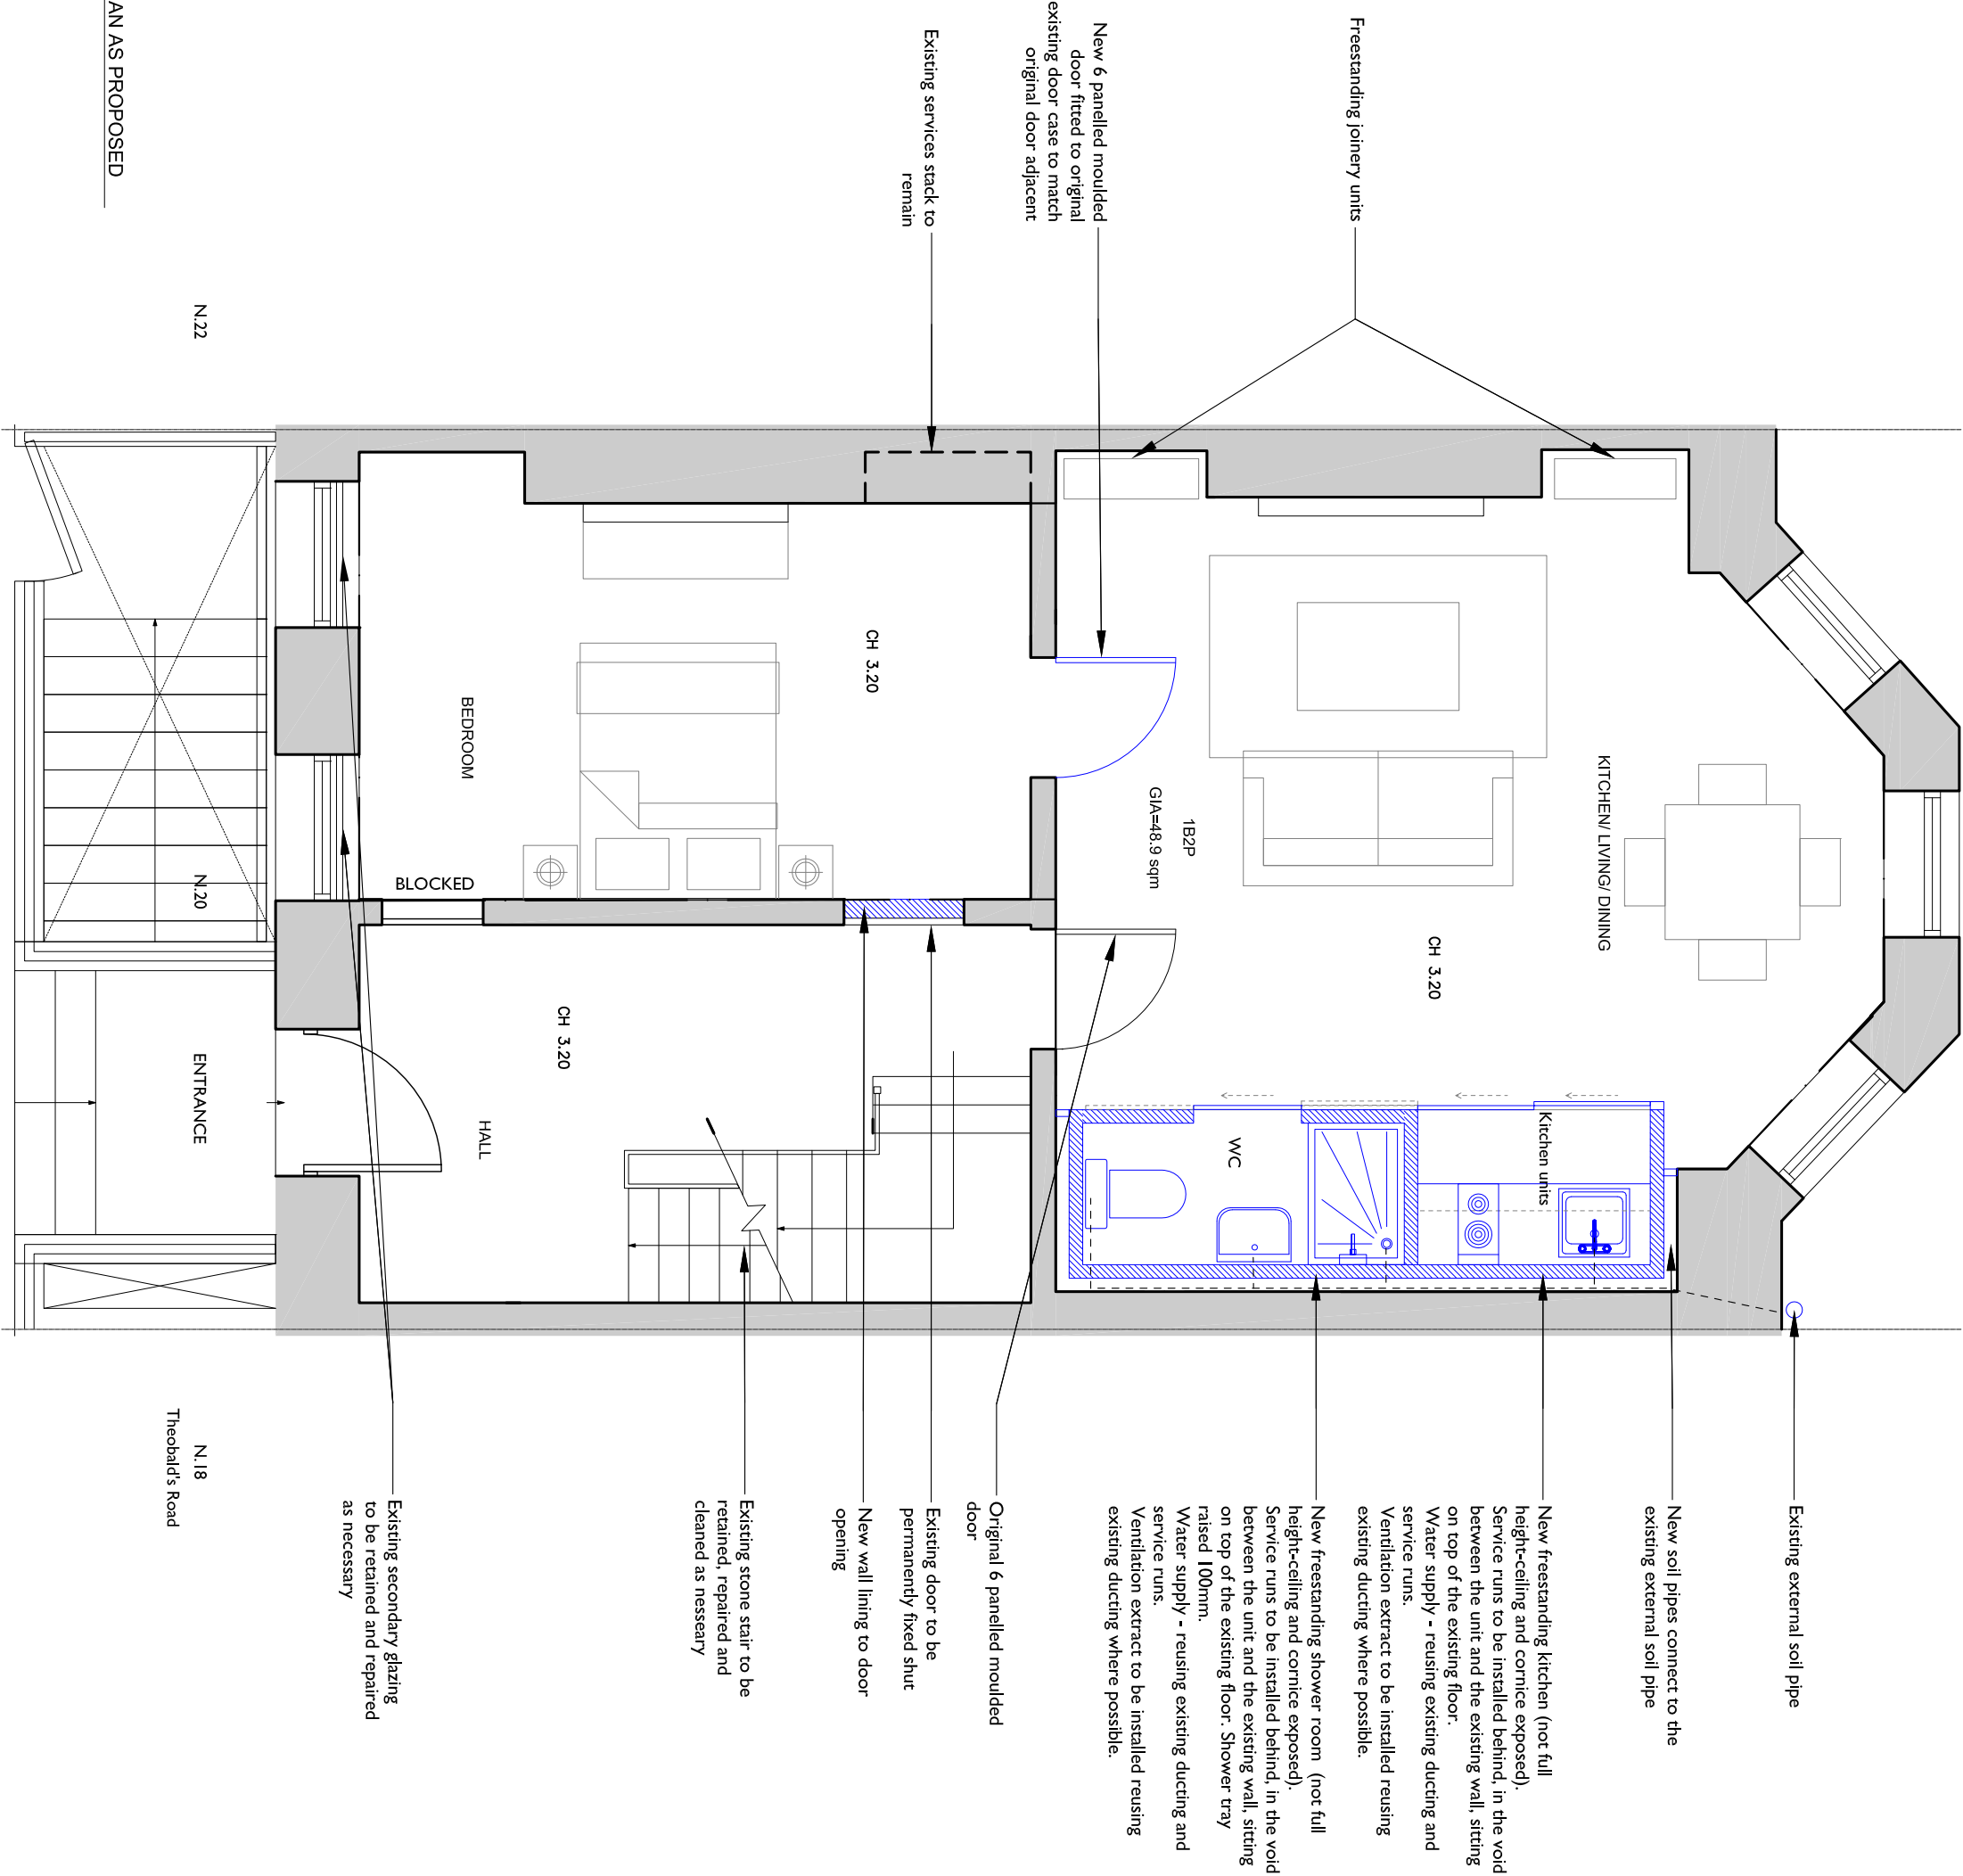 Existing external soil pipe
New soil pipes connect to the
existing external soil pipe
New freestanding kitchen (not full
height-ceiling and cornice exposed).
Service runs to be installed behind, in the void
between the unit and the existing wall, sitting
on top of the existing floor.
Water supply - reusing existing ducting and
service runs.
Ventilation extract to be installed reusing
existing ducting where possible.
New freestanding shower room (not full
height-ceiling and cornice exposed).
Service runs to be installed behind, in the void
between the unit and the existing wall, sitting
on top of the existing floor. Shower tray
raised 100mm.
Water supply - reusing existing ducting and
service runs.
Ventilation extract to be installed reusing
existing ducting where possible.
Original 6 panelled moulded
door
Existing door to be
permanently fixed shut
New wall lining to door
opening
Existing stone stair to be
retained, repaired and
cleaned as nesseary
Existing secondary glazing
to be retained and repaired
as necessary
Freestanding joinery units
New 6 panelled moulded
door fitted to original
existing door case to match
original door adjacent
Existing services stack to
remain
KITCHEN/ LIVING/ DINING
CH 3.20
Kitchen units
WC
1B2P
GIA=48.9 sqm
CH 3.20
BEDROOM
BLOCKED
CH 3.20
HALL
ENTRANCE
N.22
N.20
N.18
Theobald's Road
AN AS PROPOSED